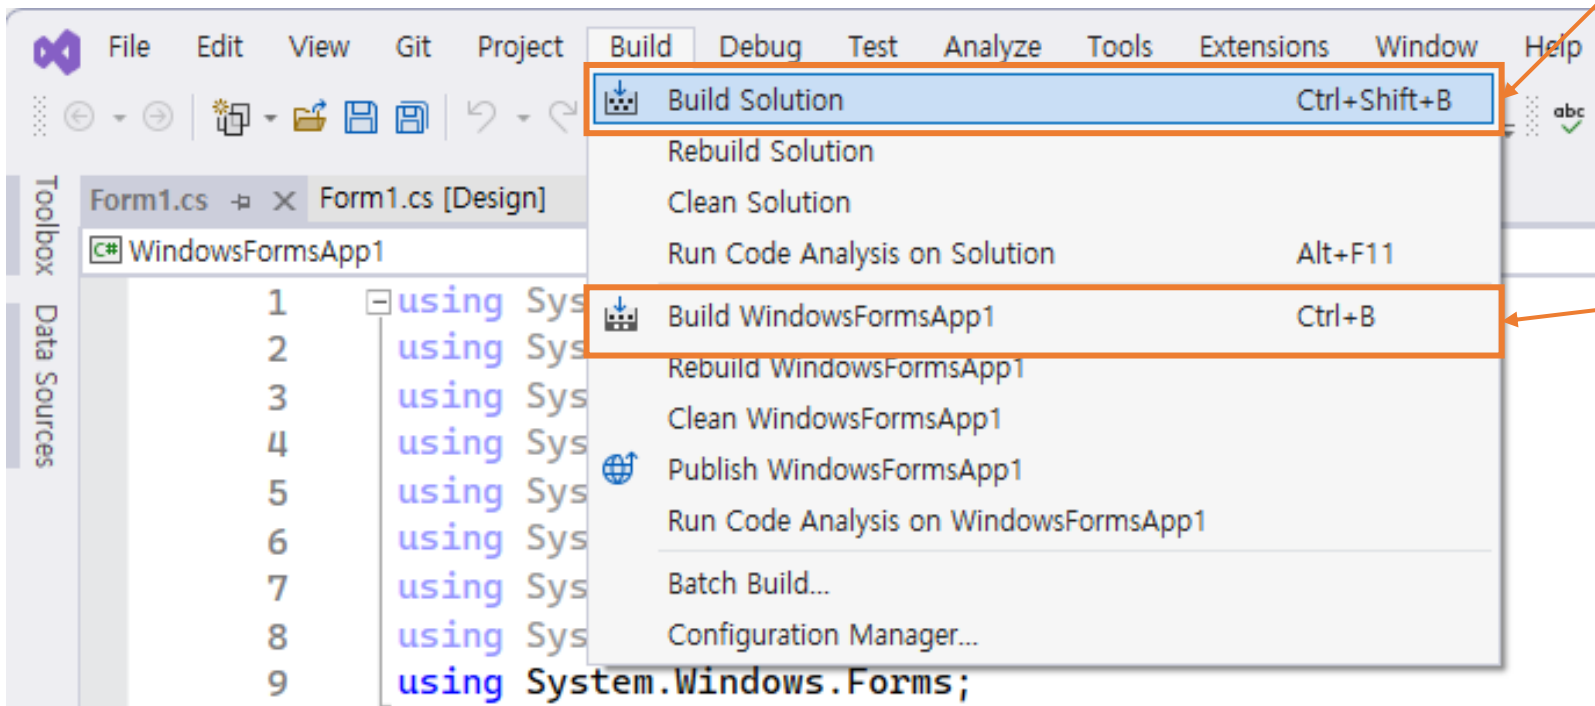 File Edit View Git Project Build Debug Test Analyze Tools Extensions Window Help
Build Solution Ctrl+Shift+B
abc
Rebuild Solution
Clean Solution
Run Code Analysis on Solution Alt+F11
Build WindowsFormsApp1 Ctrl+B
Rebuild WindowsFormsApp1
Clean WindowsFormsApp1
Publish WindowsFormsApp1
Run Code Analysis on WindowsFormsApp1
Batch Build...
Configuration Manager...
Toolbox
Data Sources
Form1.cs Form1.cs [Design]
C# WindowsFormsApp1
1 using Sys
2 using Sys
3 using Sys
4 using Sys
5 using Sys
6 using Sys
7 using Sys
8 using Sys
9 using System.Windows.Forms;